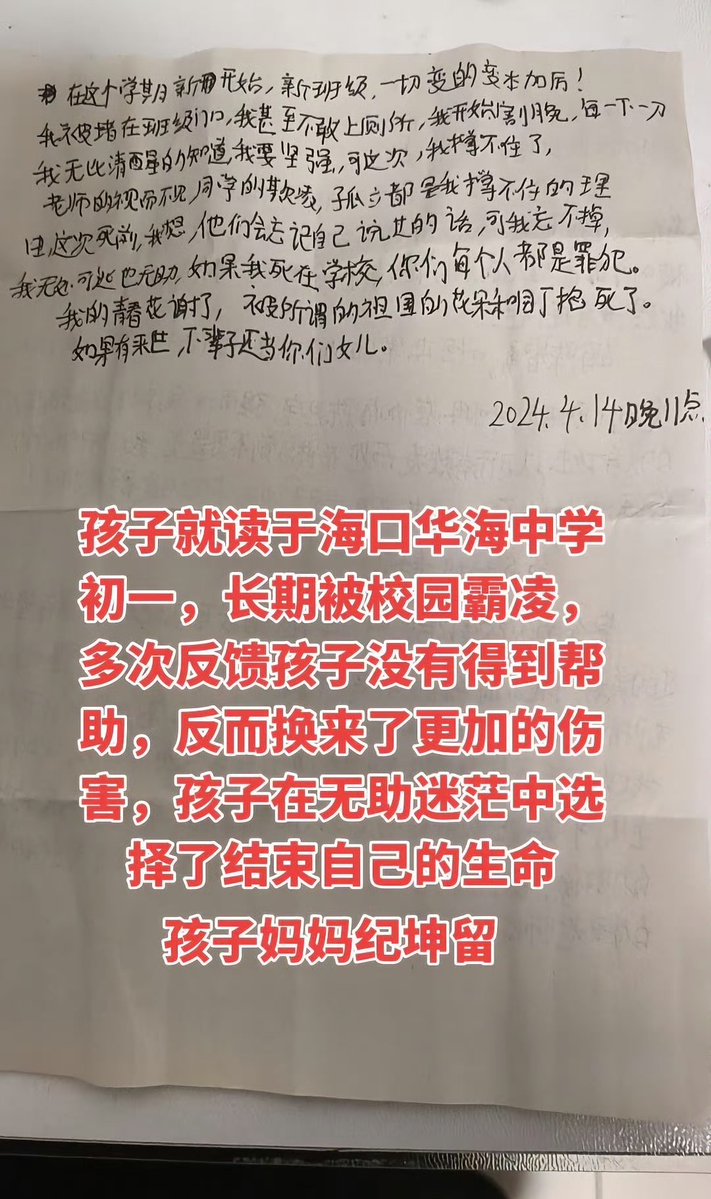 在这个学期新开始，新班级，一切变的变本加厉！
我被堵在班级门口，我甚至不敢上厕所，我开始割腕，每一下一刀
我无比清醒的知道，我要坚强，可这次，我撑不住了，
老师的视而不见，同学的欺凌，孤立都是我撑不住的理
由，这次死前，我想，他们会忘记自己说过的话，可我忘不掉，
我无处可逃也无助，如果我死在学校，你们每个人都是罪犯。
我的青春花谢了，被所谓的祖国的花朵和园丁抢死了。
如果有来世，下辈子还当你们女儿。
2024.4.14晚11点
孩子就读于海口华海中学
初一，长期被校园霸凌，
多次反馈孩子没有得到帮
助，反而换来了更加的伤
害，孩子在无助迷茫中选
择了结束自己的生命
孩子妈妈纪坤留